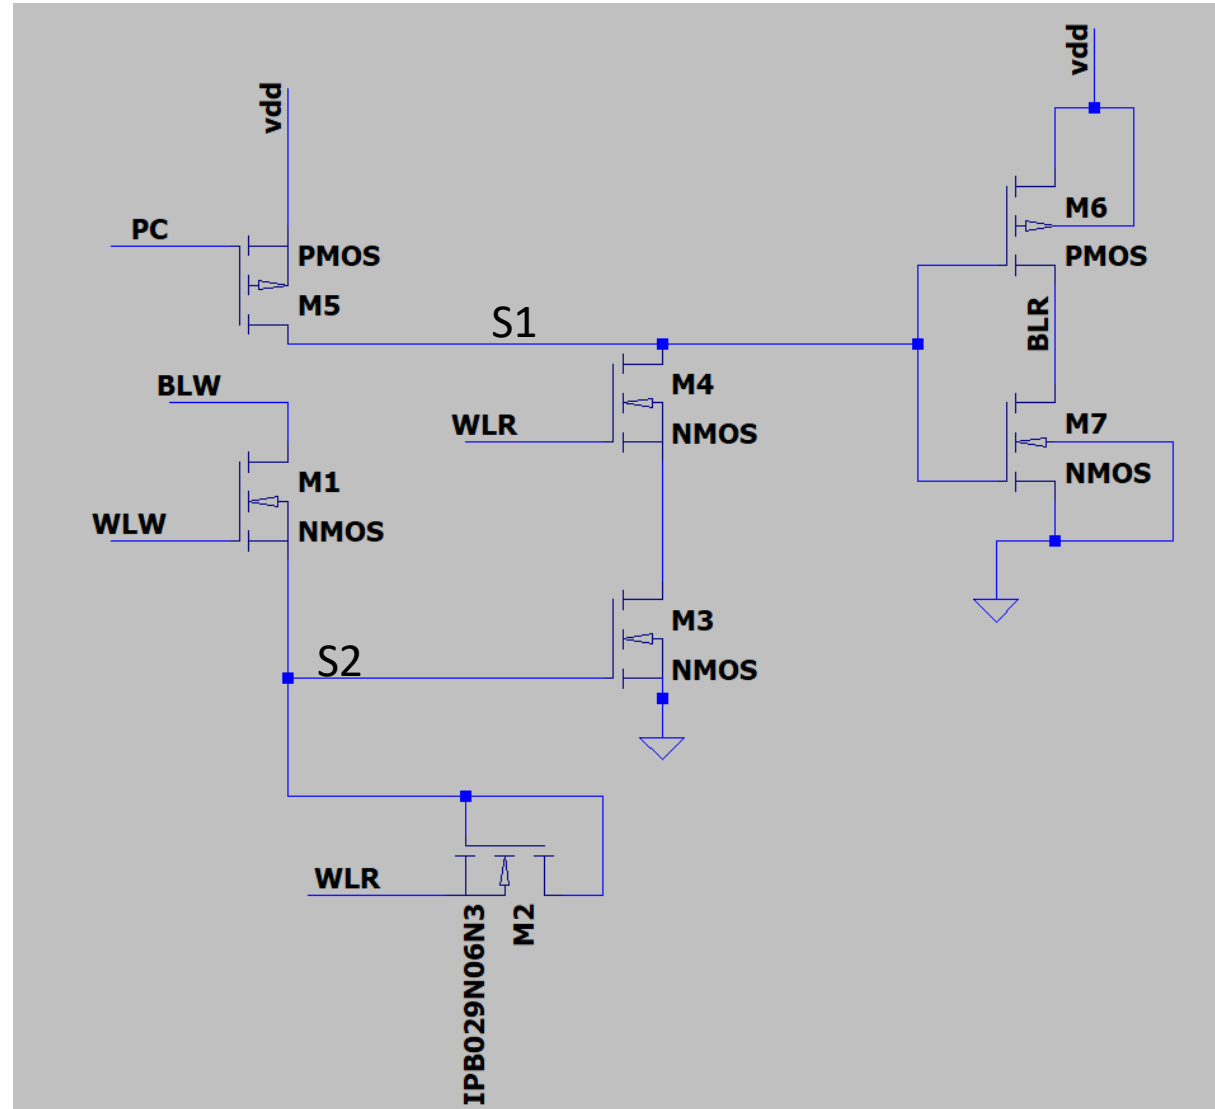 vdd
vdd
PC
PMOS
M5
S1
M6
PMOS
BLR
BLW
M4
WLR
NMOS
M7
NMOS
M1
WLW
NMOS
M3
NMOS
S2
WLR
IPB029N06N3
M2